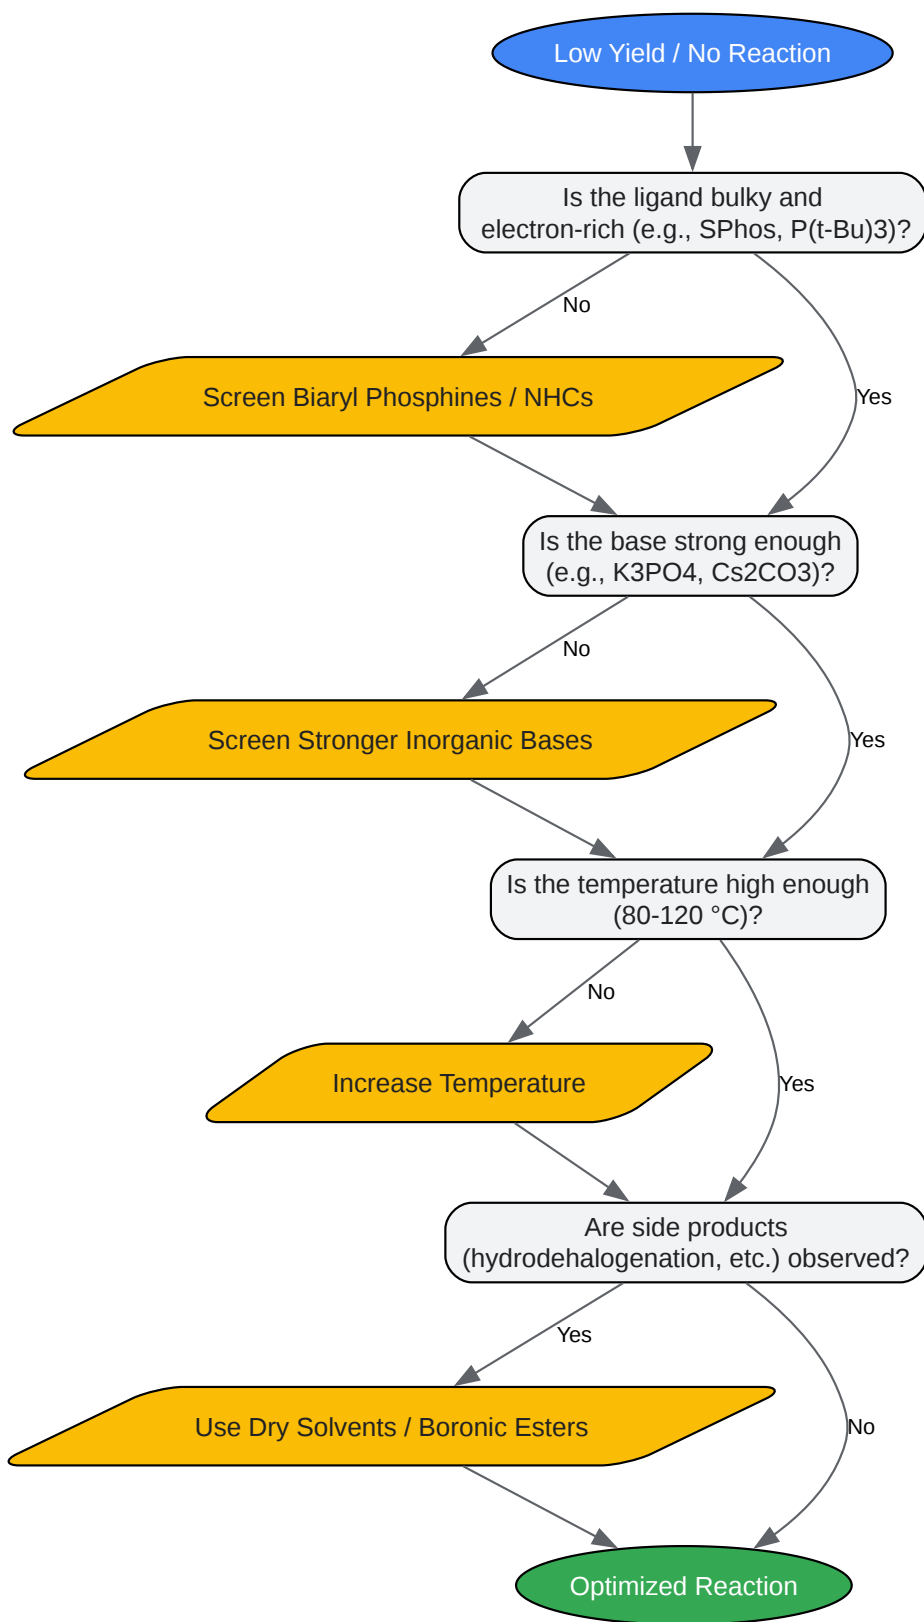 Low Yield / No Reaction
Is the ligand bulky and
electron-rich (e.g., SPhos, P(t-Bu)3)?
No
Screen Biaryl Phosphines / NHCs
Yes
Is the base strong enough
(e.g., K3PO4, Cs2CO3)?
No
Screen Stronger Inorganic Bases
Yes
Is the temperature high enough
(80-120 °C)?
No
Increase Temperature
Yes
Are side products
(hydrodehalogenation, etc.) observed?
Yes
Use Dry Solvents / Boronic Esters
No
Optimized Reaction